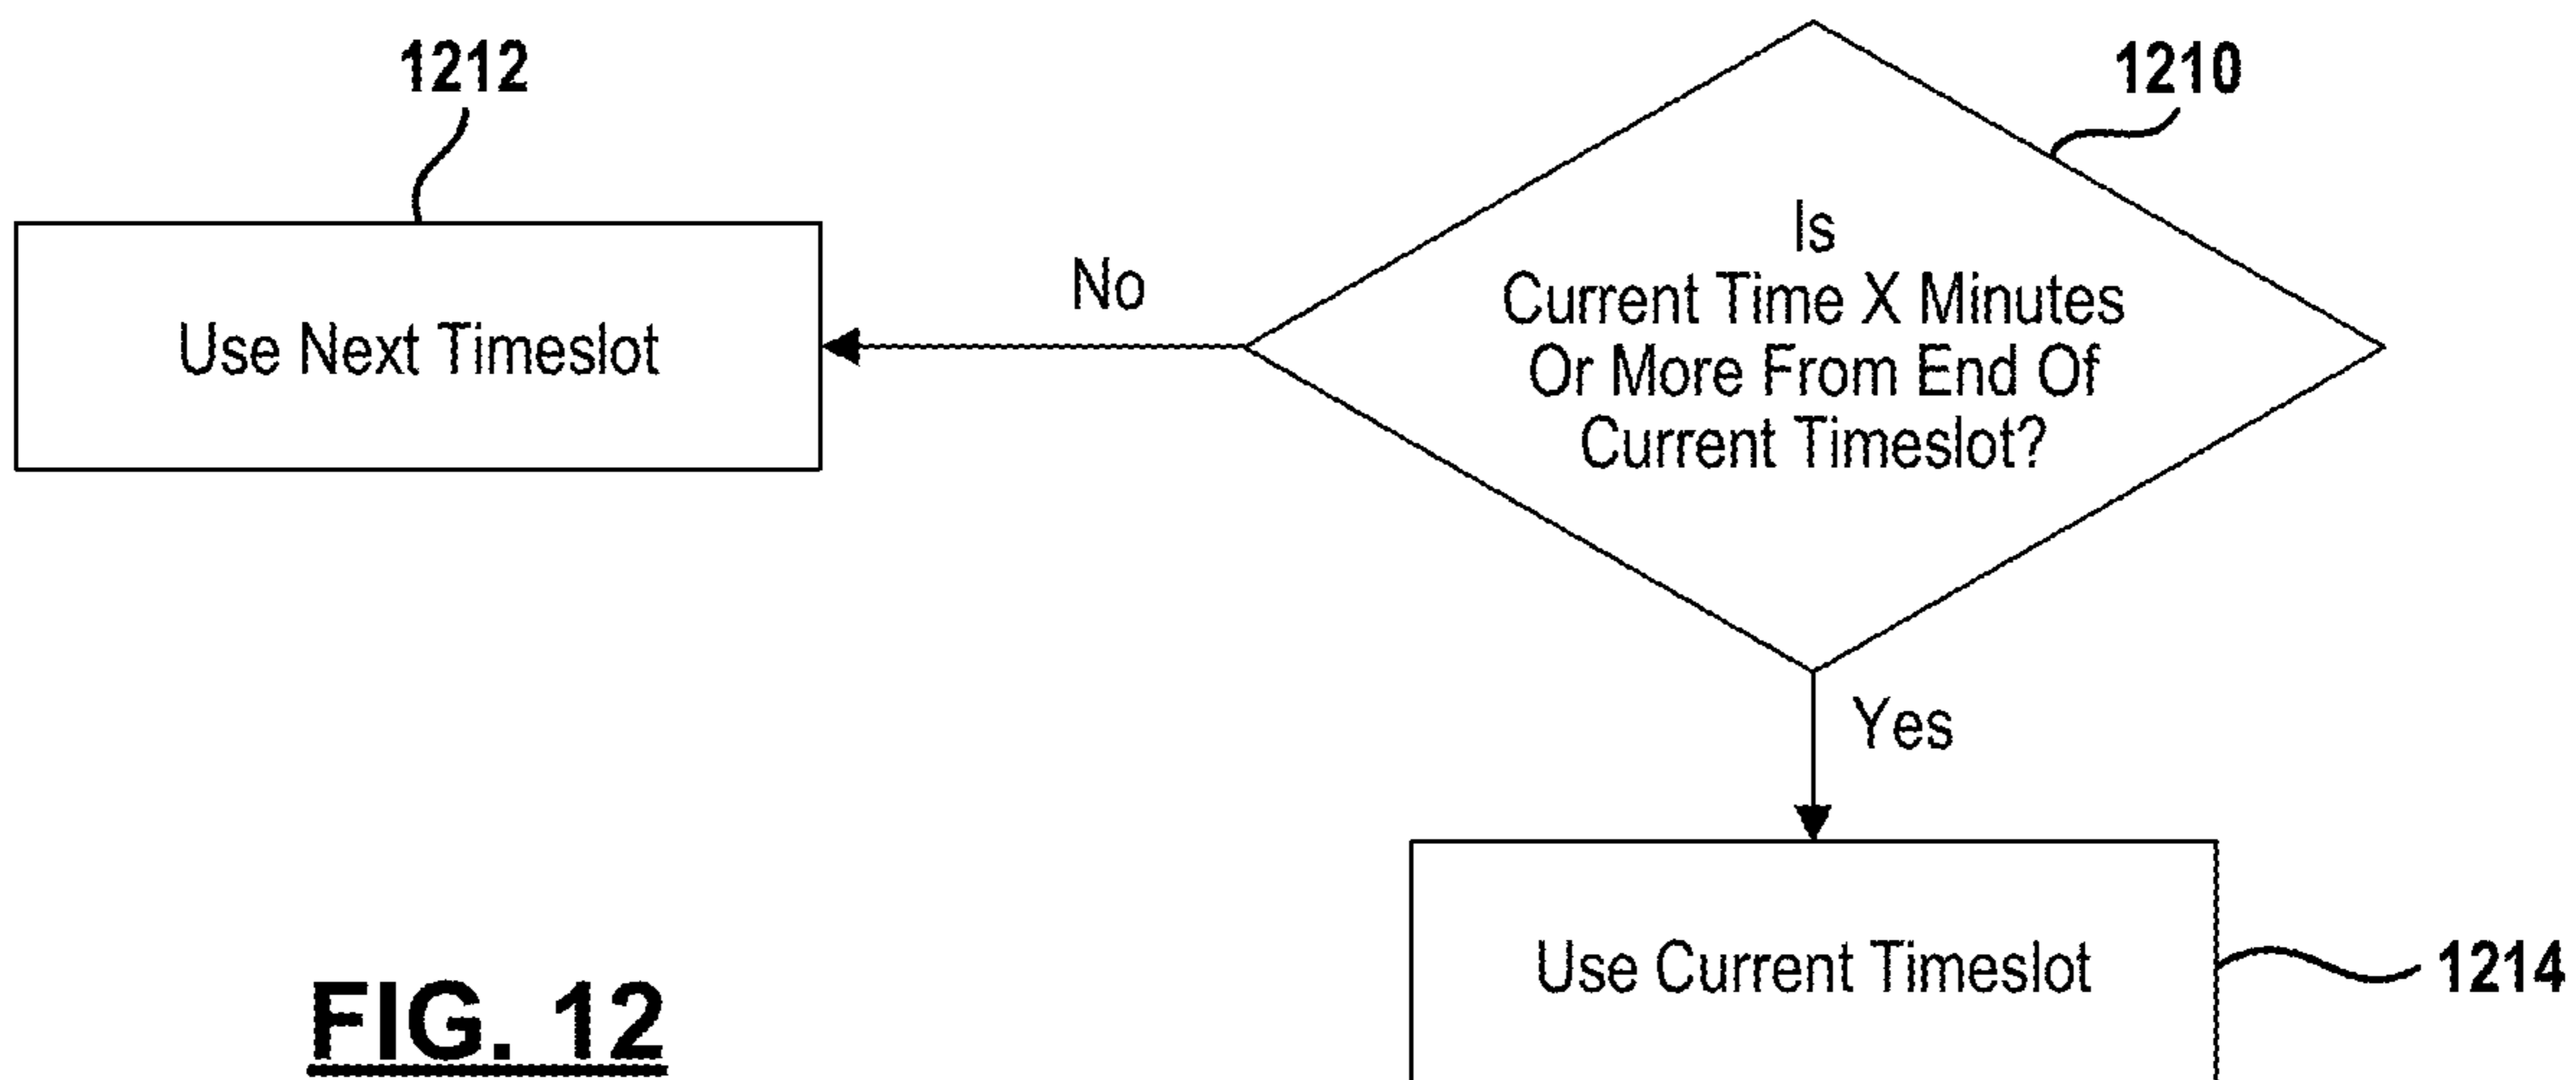 1212
1210
Is
Current Time X Minutes
Or More From End Of
Current Timeslot?
No
Use Next Timeslot
Yes
Use Current Timeslot
1214
FIG. 12